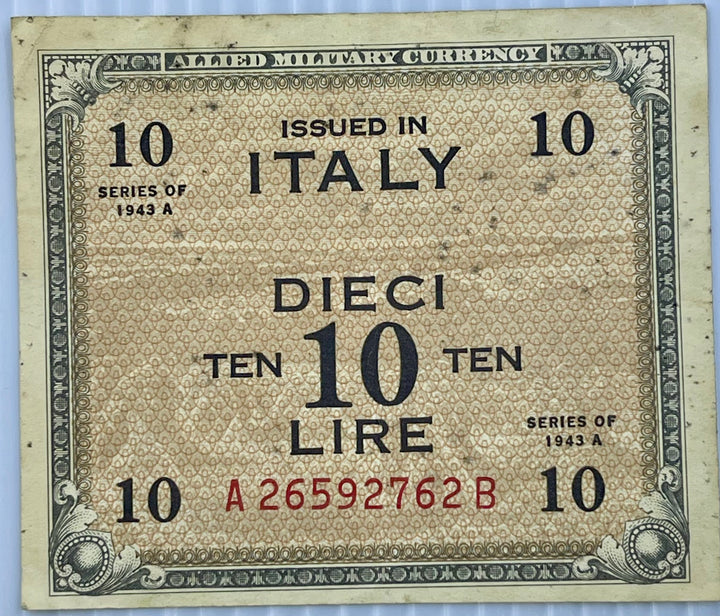 ALLIED MILITARY CURRENCY
10 ISSUED IN 10
ITALY
SERIES OF
1943 A
DIECI
TEN 10 TEN
LIRE
SERIES OF
1943 A
10 A26592762B 10